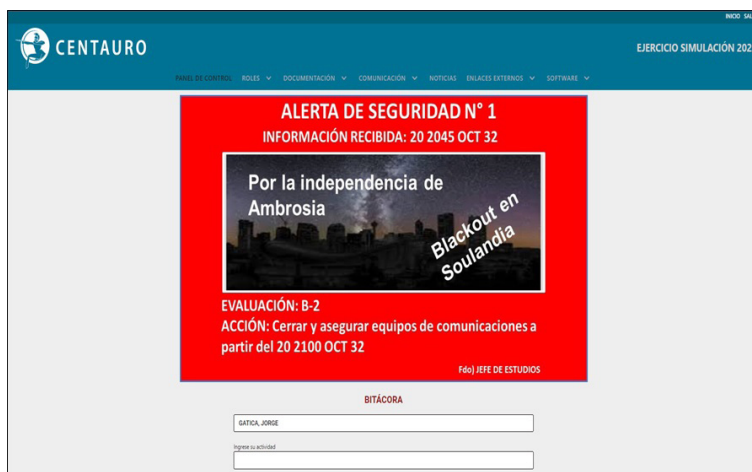 INICIO SAL
CENTAURO
EJERCICIO SIMULACIÓN 202
PANEL DE CONTROL ROLES DOCUMENTACIÓN COMUNICACIÓN NOTICIAS ENLACES EXTERNOS SOFTWARE
ALERTA DE SEGURIDAD N° 1
INFORMACIÓN RECIBIDA: 20 2045 OCT 32
Por la independencia de
Ambrosia
Blackout en
Soulandia
EVALUACIÓN: B-2
ACCIÓN: Cerrar y asegurar equipos de comunicaciones a
partir del 20 2100 OCT 32
Fdo) JEFE DE ESTUDIOS
BITÁCORA
GATICA, JORGE
Ingrese su actividad